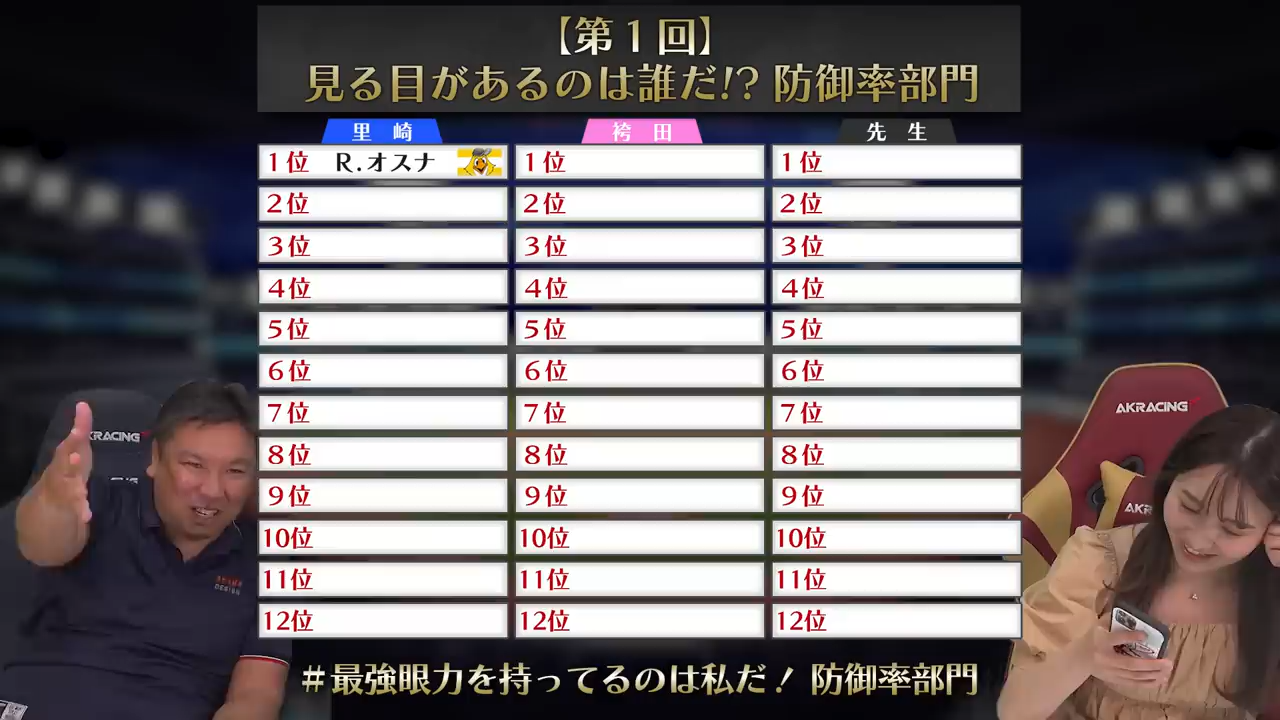 【第1回】
見る目があるのは誰だ!? 防御率部門
里崎 袴田 先生
1位 R.オスナ 1位 1位
2位 2位 2位
3位 3位 3位
4位 4位 4位
5位 5位 5位
6位 6位 6位
7位 7位 7位
8位 8位 8位
9位 9位 9位
10位 10位 10位
11位 11位 11位
12位 12位 12位
#最強眼力を持ってるのは私だ! 防御率部門
AKRACING
KRACING
AKR
DESIGN